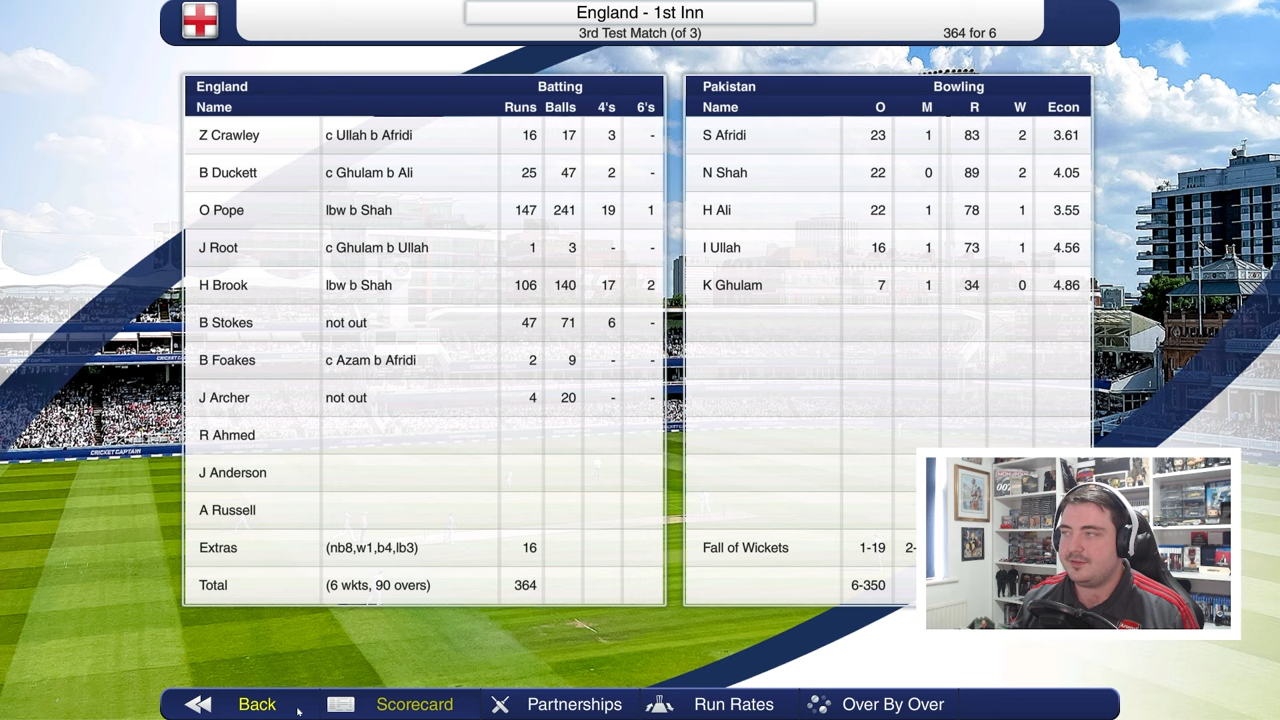 England - 1st Inn
3rd Test Match (of 3) 364 for 6
England Batting
Name Runs Balls 4's 6's
Z Crawley c Ullah b Afridi 16 17 3 -
B Duckett c Ghulam b Ali 25 47 2 -
O Pope lbw b Shah 147 241 19 1
J Root c Ghulam b Ullah 1 3 - -
H Brook lbw b Shah 106 140 17 2
B Stokes not out 47 71 6 -
B Foakes c Azam b Afridi 2 9 - -
J Archer not out 4 20 - -
R Ahmed
J Anderson
A Russell
Extras (nb8,w1,b4,lb3) 16
Total (6 wkts, 90 overs) 364
Pakistan Bowling
Name O M R W Econ
S Afridi 23 1 83 2 3.61
N Shah 22 0 89 2 4.05
H Ali 22 1 78 1 3.55
I Ullah 16 1 73 1 4.56
K Ghulam 7 1 34 0 4.86
Fall of Wickets 1-19 2-
6-350
CRICKET CAPTAIN
007
Arsenal
Back Scorecard Partnerships Run Rates Over By Over